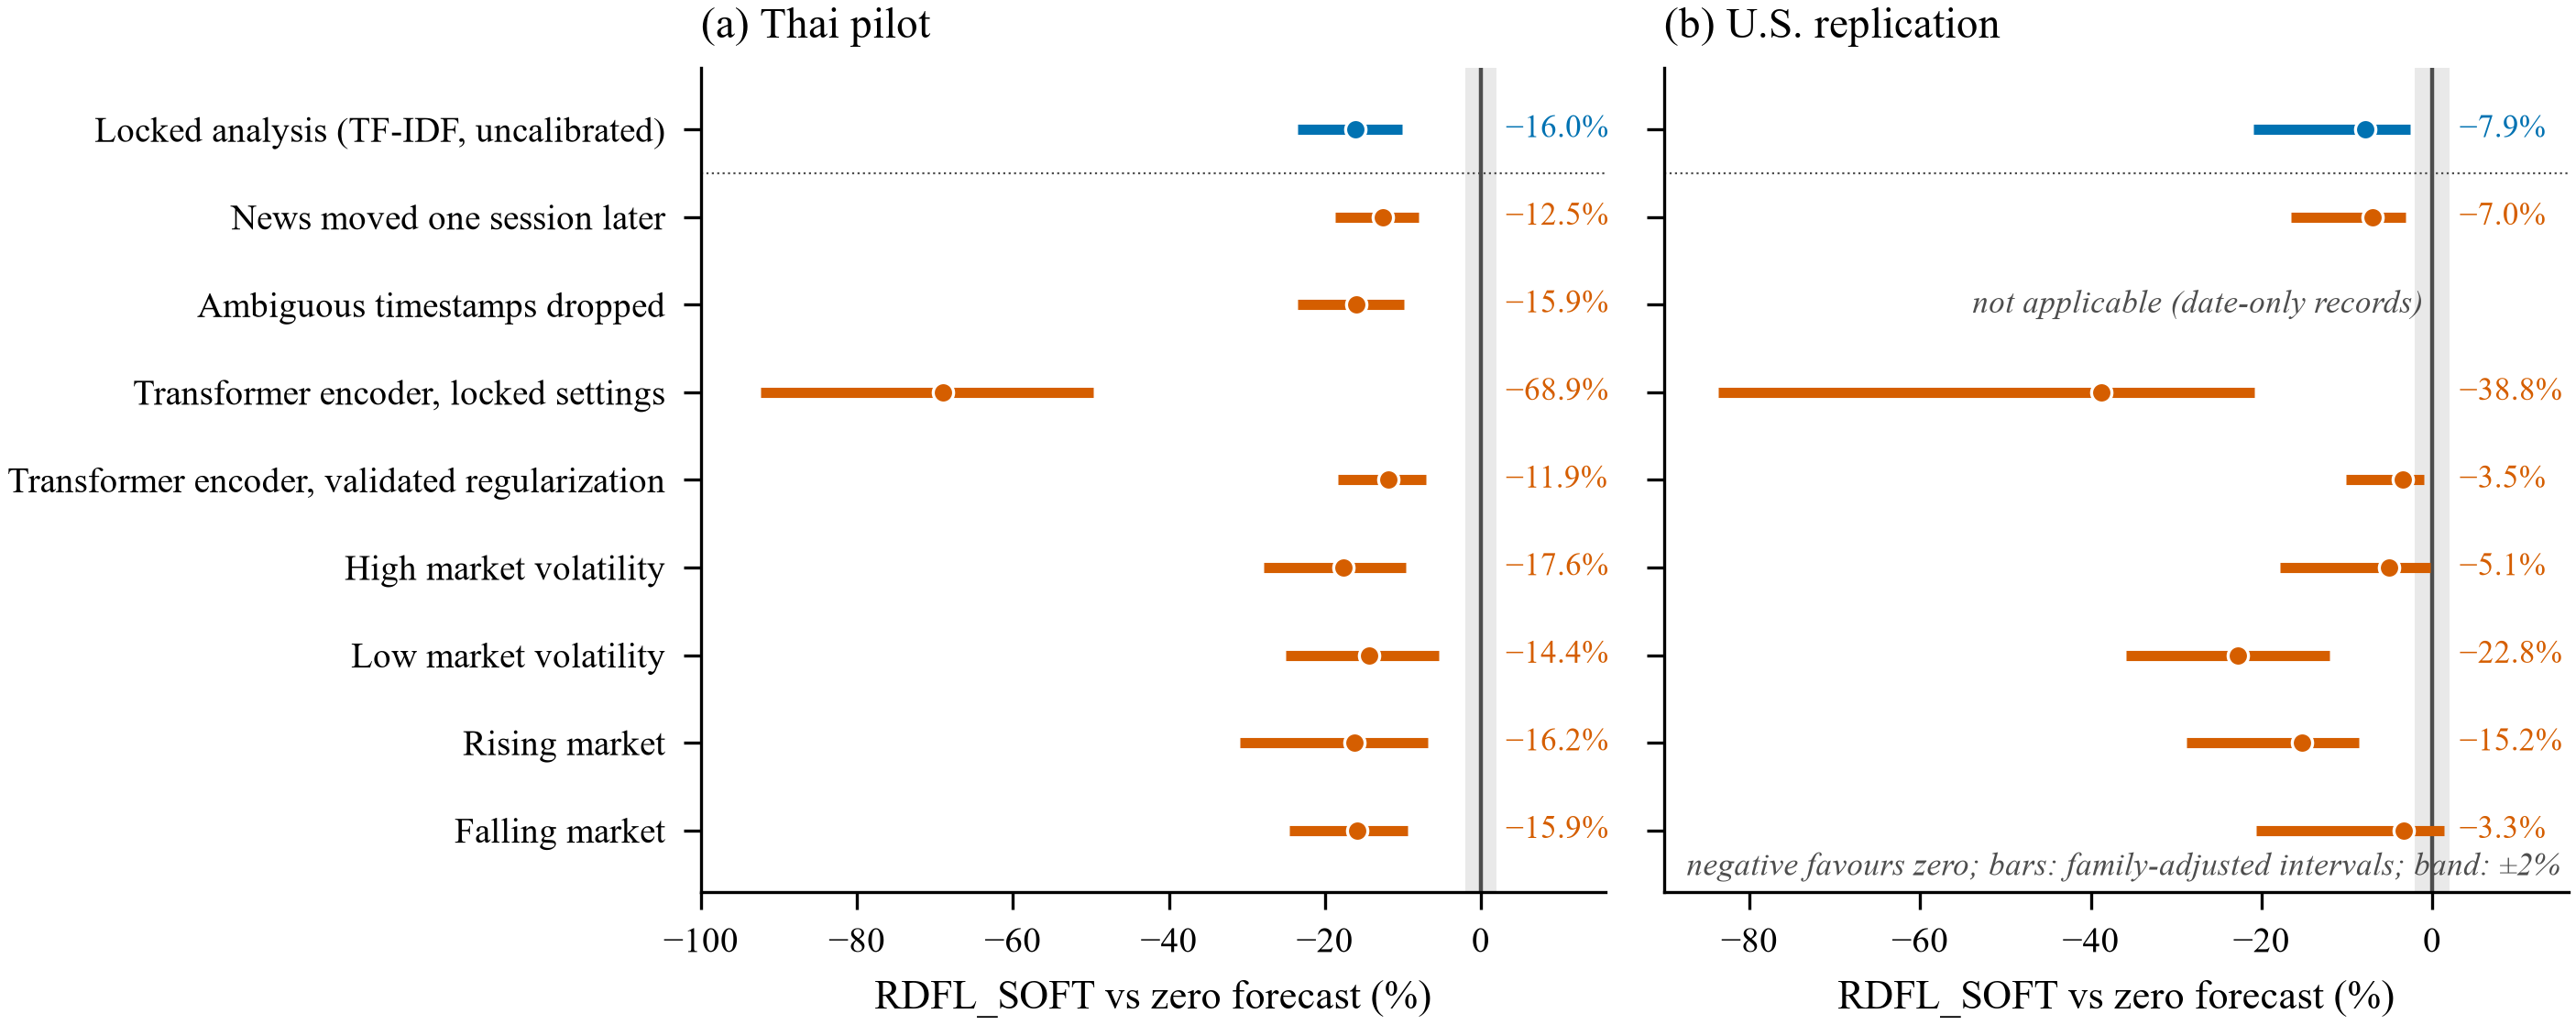 (a) Thai pilot
Locked analysis (TF-IDF, uncalibrated)
−16.0%
News moved one session later
−12.5%
Ambiguous timestamps dropped
−15.9%
Transformer encoder, locked settings
−68.9%
Transformer encoder, validated regularization
−11.9%
High market volatility
−17.6%
Low market volatility
−14.4%
Rising market
−16.2%
Falling market
−15.9%
−100 −80 −60 −40 −20 0
RDFL_SOFT vs zero forecast (%)
(b) U.S. replication
−7.9%
−7.0%
not applicable (date-only records)
−38.8%
−3.5%
−5.1%
−22.8%
−15.2%
−3.3%
negative favours zero; bars: family-adjusted intervals; band: ±2%
−80 −60 −40 −20 0
RDFL_SOFT vs zero forecast (%)